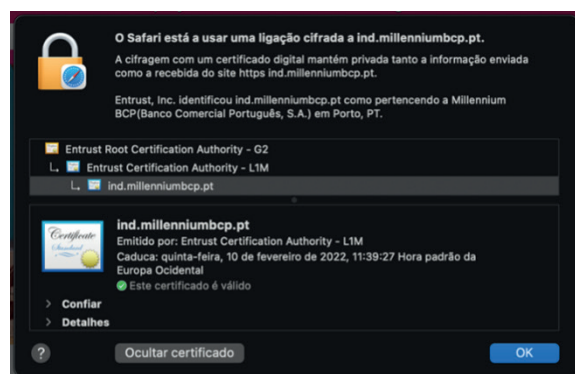 O Safari está a usar uma ligação cifrada a ind.millenniumbcp.pt.
A cifragem com um certificado digital mantém privada tanto a informação enviada
como a recebida do site https ind.millenniumbcp.pt.
Entrust, Inc. identificou ind.millenniumbcp.pt como pertencendo a Millennium
BCP(Banco Comercial Português, S.A.) em Porto, PT.
Entrust Root Certification Authority - G2
Entrust Certification Authority - L1M
ind.millenniumbcp.pt
Certificate
Standard
ind.millenniumbcp.pt
Emitido por: Entrust Certification Authority - L1M
Caduca: quinta-feira, 10 de fevereiro de 2022, 11:39:27 Hora padrão da
Europa Ocidental
Este certificado é válido
> Confiar
> Detalhes
?
Ocultar certificado
OK